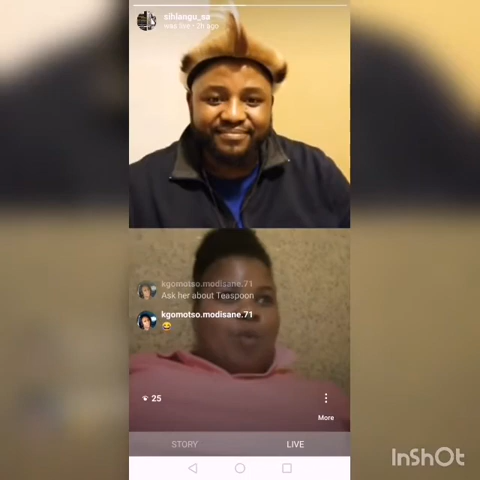 sihlangu_sa
was live • 2h ago
kgomotso.modisane.71
Ask her about Teaspoon
kgomotso.modisane.71
😂
25
More
STORY
LIVE
InShOt